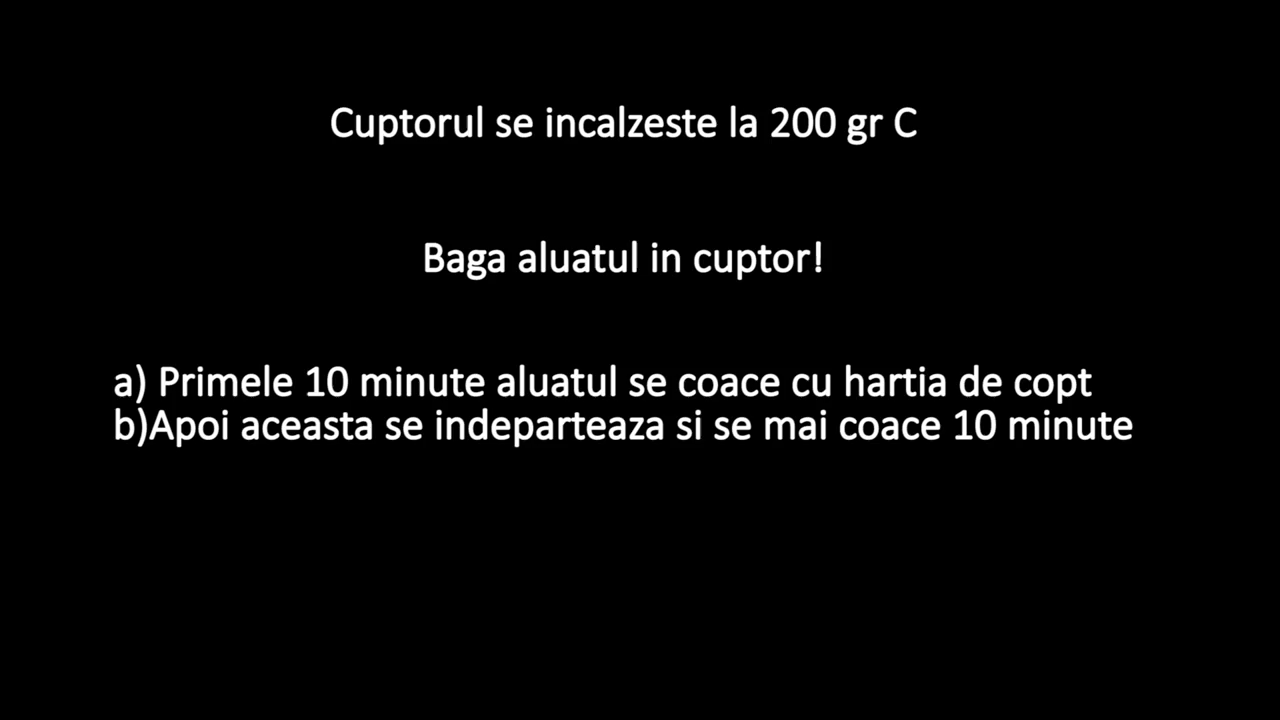 Cuptorul se incalzeste la 200 gr C
Baga aluatul in cuptor!
a) Primele 10 minute aluatul se coace cu hartia de copt
b)Apoi aceasta se indeparteaza si se mai coace 10 minute